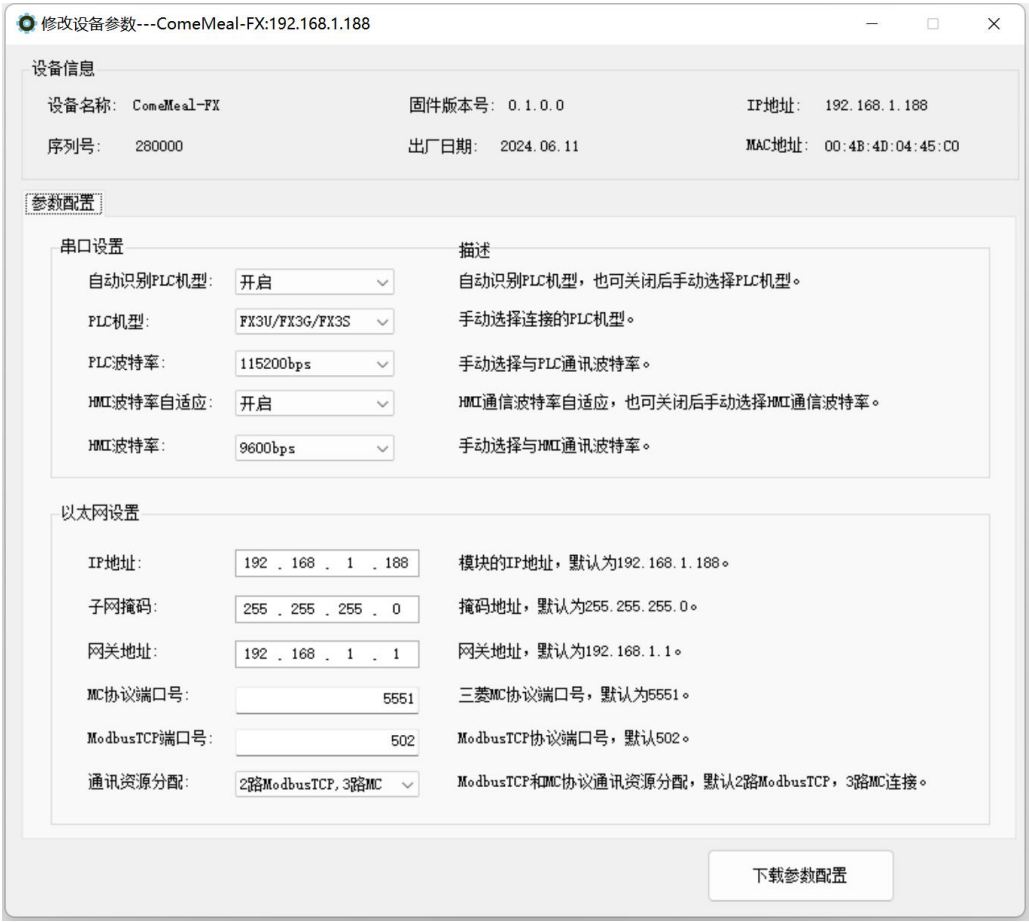 修改设备参数---ComeMeal-FX:192.168.1.188
设备信息
设备名称: ComeMeal-FX 固件版本号: 0.1.0.0 IP地址: 192.168.1.188
序列号: 280000 出厂日期: 2024.06.11 MAC地址: 00:4B:4D:04:45:C0
参数配置
串口设置 描述
自动识别PLC机型: 开启 自动识别PLC机型，也可关闭后手动选择PLC机型。
PLC机型: FX3U/FX3G/FX3S 手动选择连接的PLC机型。
PLC波特率: 115200bps 手动选择与PLC通讯波特率。
HMI波特率自适应: 开启 HMI通信波特率自适应，也可关闭后手动选择HMI通信波特率。
HMI波特率: 9600bps 手动选择与HMI通讯波特率。
以太网设置
IP地址: 192 . 168 . 1 . 188 模块的IP地址，默认为192.168.1.188。
子网掩码: 255 . 255 . 255 . 0 掩码地址，默认为255.255.255.0。
网关地址: 192 . 168 . 1 . 1 网关地址，默认为192.168.1.1。
MC协议端口号: 5551 三菱MC协议端口号，默认为5551。
ModbusTCP端口号: 502 ModbusTCP协议端口号，默认502。
通讯资源分配: 2路ModbusTCP,3路MC ModbusTCP和MC协议通讯资源分配，默认2路ModbusTCP，3路MC连接。
下载参数配置